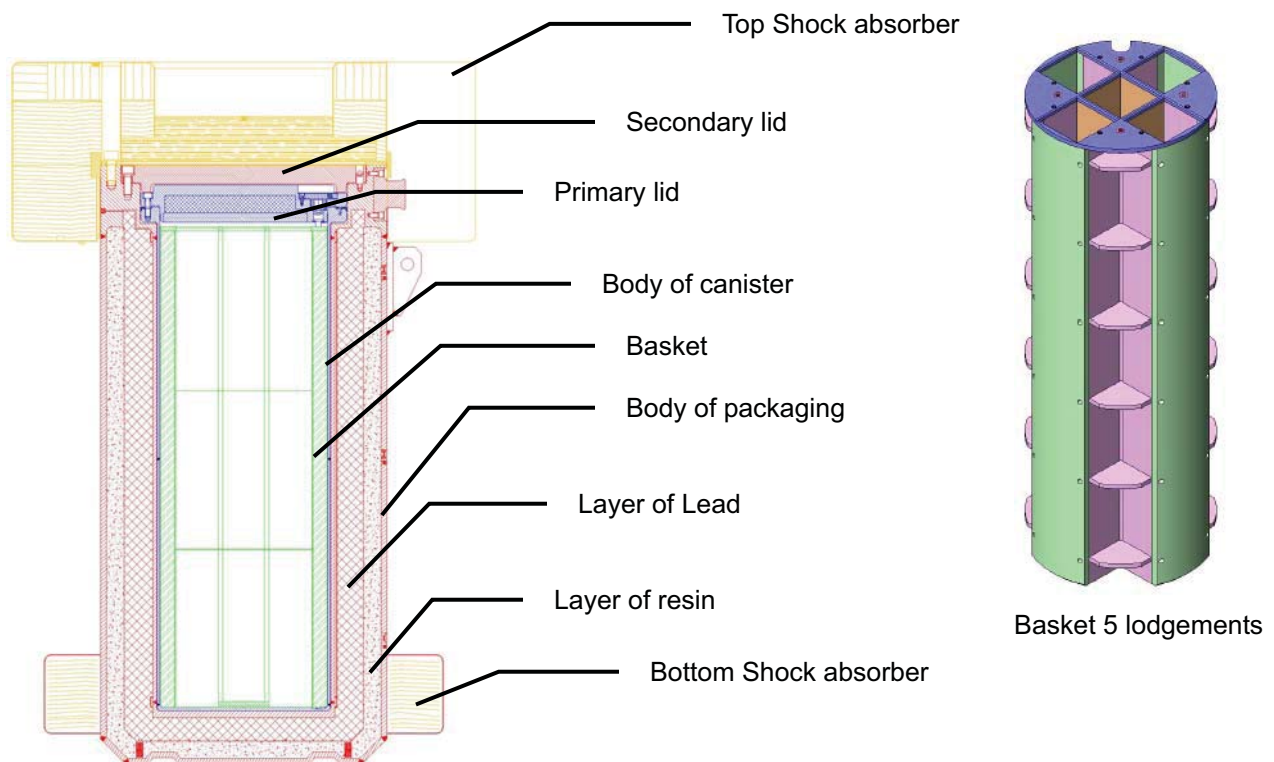 Top Shock absorber
Secondary lid
Primary lid
Body of canister
Basket
Body of packaging
Layer of Lead
Layer of resin
Bottom Shock absorber
Basket 5 lodgements